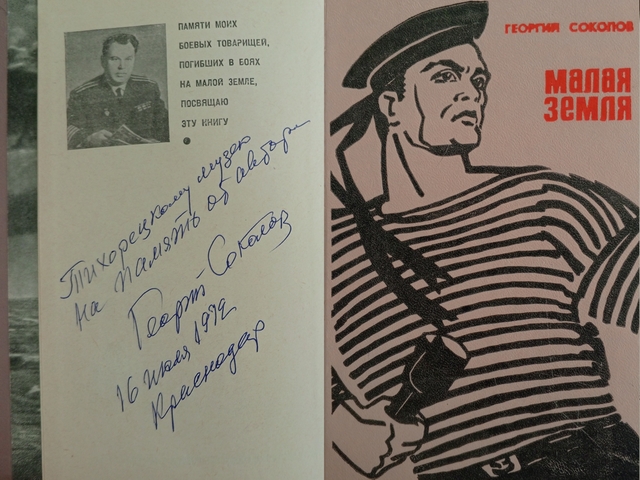 ПАМЯТИ МОИХ
БОЕВЫХ ТОВАРИЩЕЙ,
ПОГИБШИХ В БОЯХ
НА МАЛОЙ ЗЕМЛЕ,
ПОСВЯЩАЮ
ЭТУ КНИГУ
Тихорецкому музею
на память от автора
Георгий Соколов
16 июля 1972
Краснодар
ГЕОРГИЙ СОКОЛОВ
МАЛАЯ
ЗЕМЛЯ